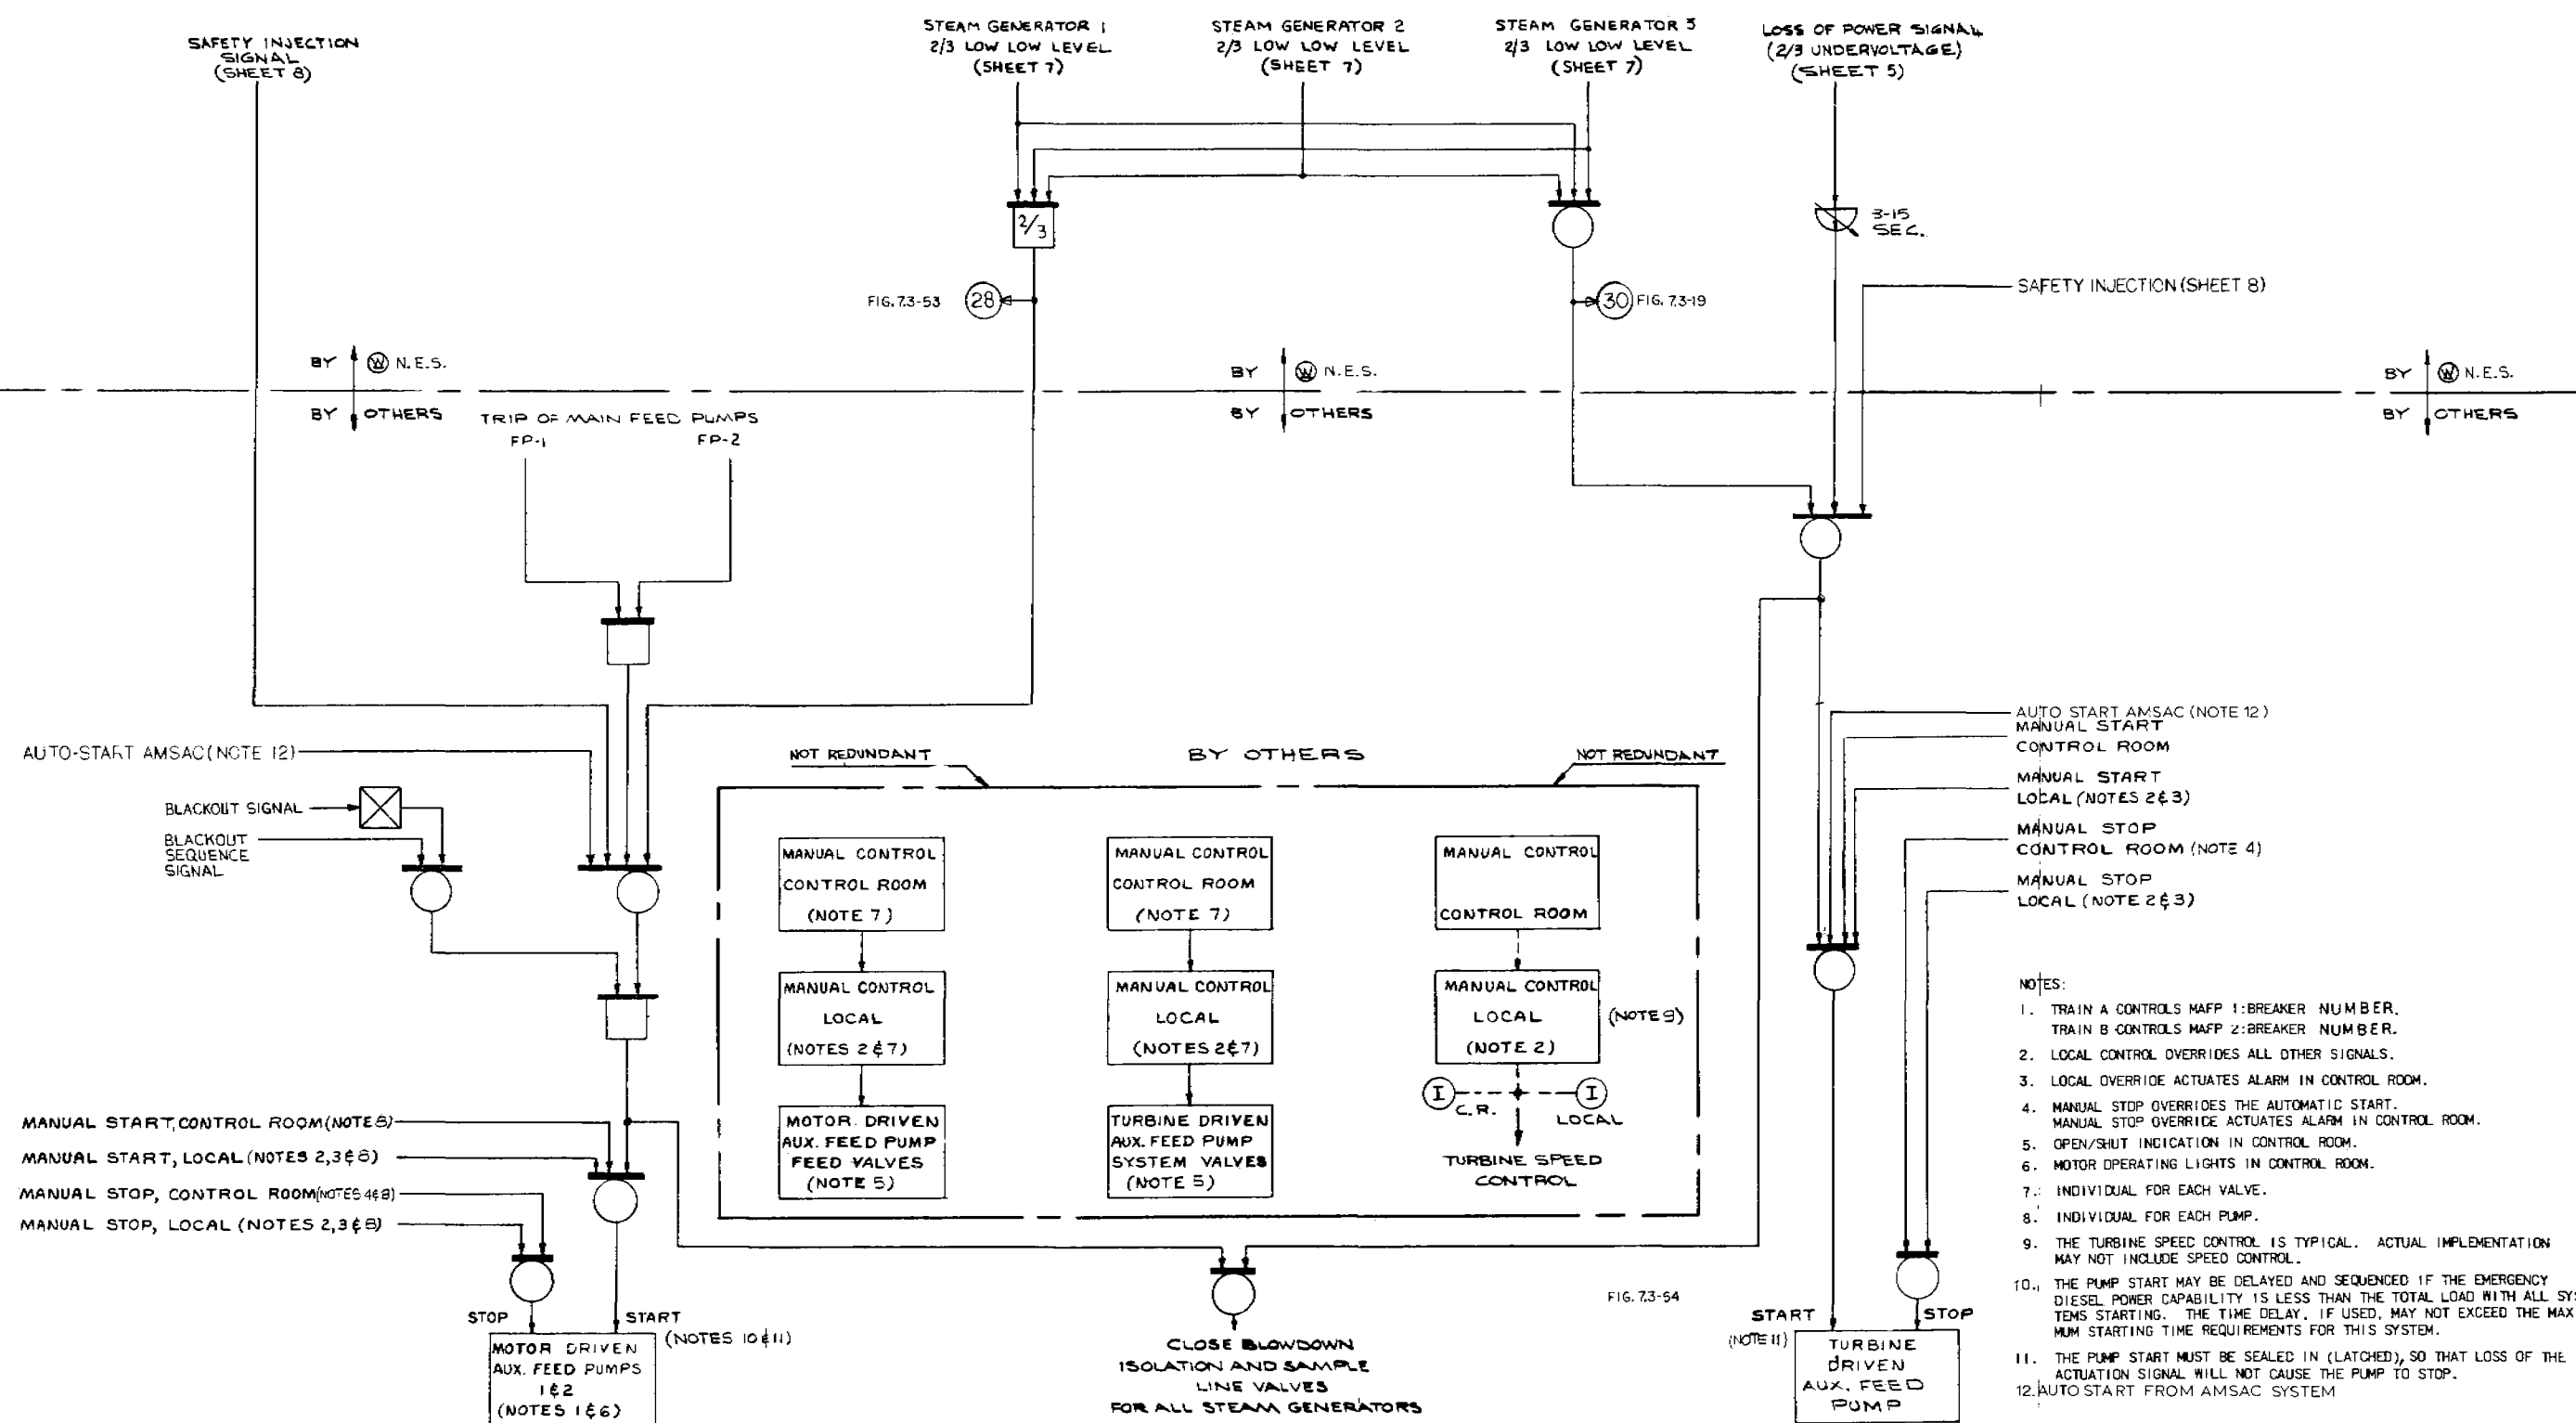 SAFETY INJECTION
SIGNAL
(SHEET 8)
STEAM GENERATOR 1
2/3 LOW LOW LEVEL
(SHEET 7)
STEAM GENERATOR 2
2/3 LOW LOW LEVEL
(SHEET 7)
STEAM GENERATOR 3
2/3 LOW LOW LEVEL
(SHEET 7)
LOSS OF POWER SIGNAL
(2/3 UNDERVOLTAGE)
(SHEET 5)
2/3
3-15
SEC.
FIG. 7.3-53
28
30
FIG. 7.3-19
SAFETY INJECTION (SHEET 8)
BY W N.E.S.
BY OTHERS
BY W N.E.S.
BY OTHERS
BY W N.E.S.
BY OTHERS
TRIP OF MAIN FEED PUMPS
FP-1 FP-2
AUTO-START AMSAC (NOTE 12)
BLACKOUT SIGNAL
BLACKOUT
SEQUENCE
SIGNAL
NOT REDUNDANT
BY OTHERS
NOT REDUNDANT
MANUAL CONTROL
CONTROL ROOM
(NOTE 7)
MANUAL CONTROL
LOCAL
(NOTES 2 & 7)
MOTOR DRIVEN
AUX. FEED PUMP
FEED VALVES
(NOTE 5)
MANUAL CONTROL
CONTROL ROOM
(NOTE 7)
MANUAL CONTROL
LOCAL
(NOTES 2 & 7)
TURBINE DRIVEN
AUX. FEED PUMP
SYSTEM VALVES
(NOTE 5)
MANUAL CONTROL
CONTROL ROOM
MANUAL CONTROL
LOCAL
(NOTE 2)
(NOTE 9)
I
C.R.
I
LOCAL
TURBINE SPEED
CONTROL
AUTO START AMSAC (NOTE 12)
MANUAL START
CONTROL ROOM
MANUAL START
LOCAL (NOTES 2 & 3)
MANUAL STOP
CONTROL ROOM (NOTE 4)
MANUAL STOP
LOCAL (NOTE 2 & 3)
MANUAL START, CONTROL ROOM (NOTE 8)
MANUAL START, LOCAL (NOTES 2, 3 & 8)
MANUAL STOP, CONTROL ROOM (NOTES 4 & 8)
MANUAL STOP, LOCAL (NOTES 2, 3 & 8)
STOP
START
(NOTES 10 & 11)
MOTOR DRIVEN
AUX. FEED PUMPS
1 & 2
(NOTES 1 & 6)
CLOSE BLOWDOWN
ISOLATION AND SAMPLE
LINE VALVES
FOR ALL STEAM GENERATORS
FIG. 7.3-54
START
(NOTE 11)
STOP
TURBINE
DRIVEN
AUX. FEED
PUMP
NOTES:
1. TRAIN A CONTROLS MAFP 1: BREAKER NUMBER.
TRAIN B CONTROLS MAFP 2: BREAKER NUMBER.
2. LOCAL CONTROL OVERRIDES ALL OTHER SIGNALS.
3. LOCAL OVERRIDE ACTUATES ALARM IN CONTROL ROOM.
4. MANUAL STOP OVERRIDES THE AUTOMATIC START.
MANUAL STOP OVERRIDE ACTUATES ALARM IN CONTROL ROOM.
5. OPEN/SHUT INDICATION IN CONTROL ROOM.
6. MOTOR OPERATING LIGHTS IN CONTROL ROOM.
7. INDIVIDUAL FOR EACH VALVE.
8. INDIVIDUAL FOR EACH PUMP.
9. THE TURBINE SPEED CONTROL IS TYPICAL. ACTUAL IMPLEMENTATION
MAY NOT INCLUDE SPEED CONTROL.
10. THE PUMP START MAY BE DELAYED AND SEQUENCED IF THE EMERGENCY
DIESEL POWER CAPABILITY IS LESS THAN THE TOTAL LOAD WITH ALL SYS
TEMS STARTING. THE TIME DELAY, IF USED, MAY NOT EXCEED THE MAX
MUM STARTING TIME REQUIREMENTS FOR THIS SYSTEM.
11. THE PUMP START MUST BE SEALED IN (LATCHED), SO THAT LOSS OF THE
ACTUATION SIGNAL WILL NOT CAUSE THE PUMP TO STOP.
12. AUTO START FROM AMSAC SYSTEM